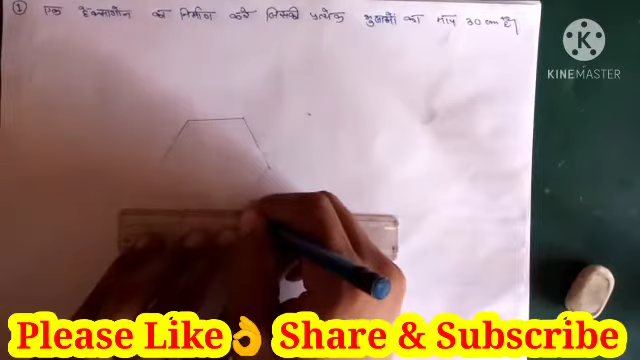 ① एक हेक्सागोन का निर्माण करें जिसकी प्रत्येक भुजाओं का माप 30 cm है।
KINEMASTER
Please Like👌 Share & Subscribe